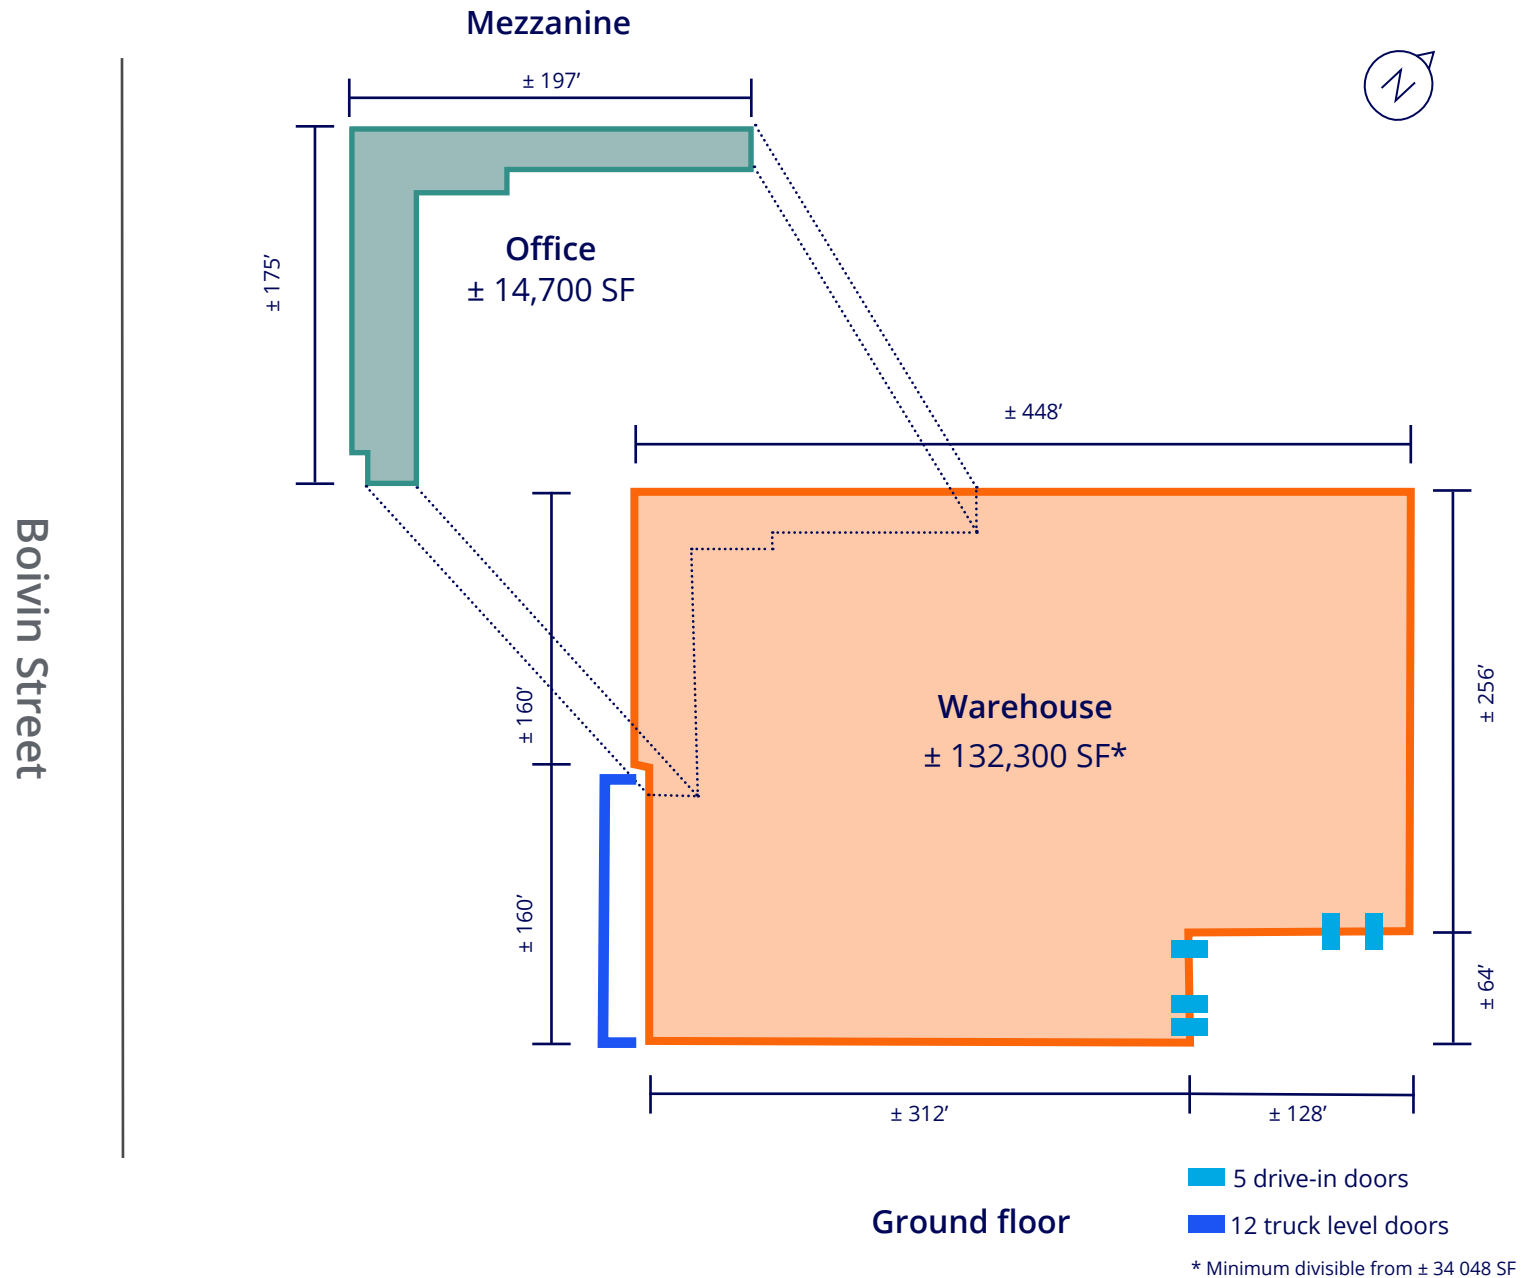 Mezzanine
± 197’
N
± 175’
Office
± 14,700 SF
± 448’
Boivin Street
± 160’
± 256’
Warehouse
± 132,300 SF*
± 160’
± 64’
± 312’
± 128’
5 drive-in doors
Ground floor
12 truck level doors
* Minimum divisible from ± 34 048 SF